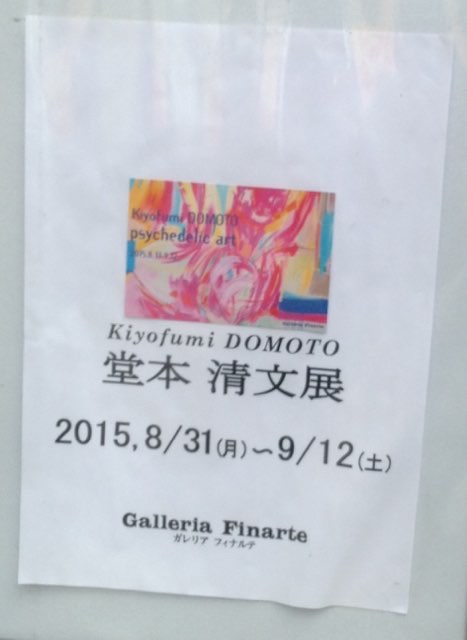 Kiyofumi DOMOTO
psychedelic art
Kiyofumi DOMOTO
堂本 清文展
2015,8/31(月)~9/12(土)
Galleria Finarte
ガレリア フィナルテ